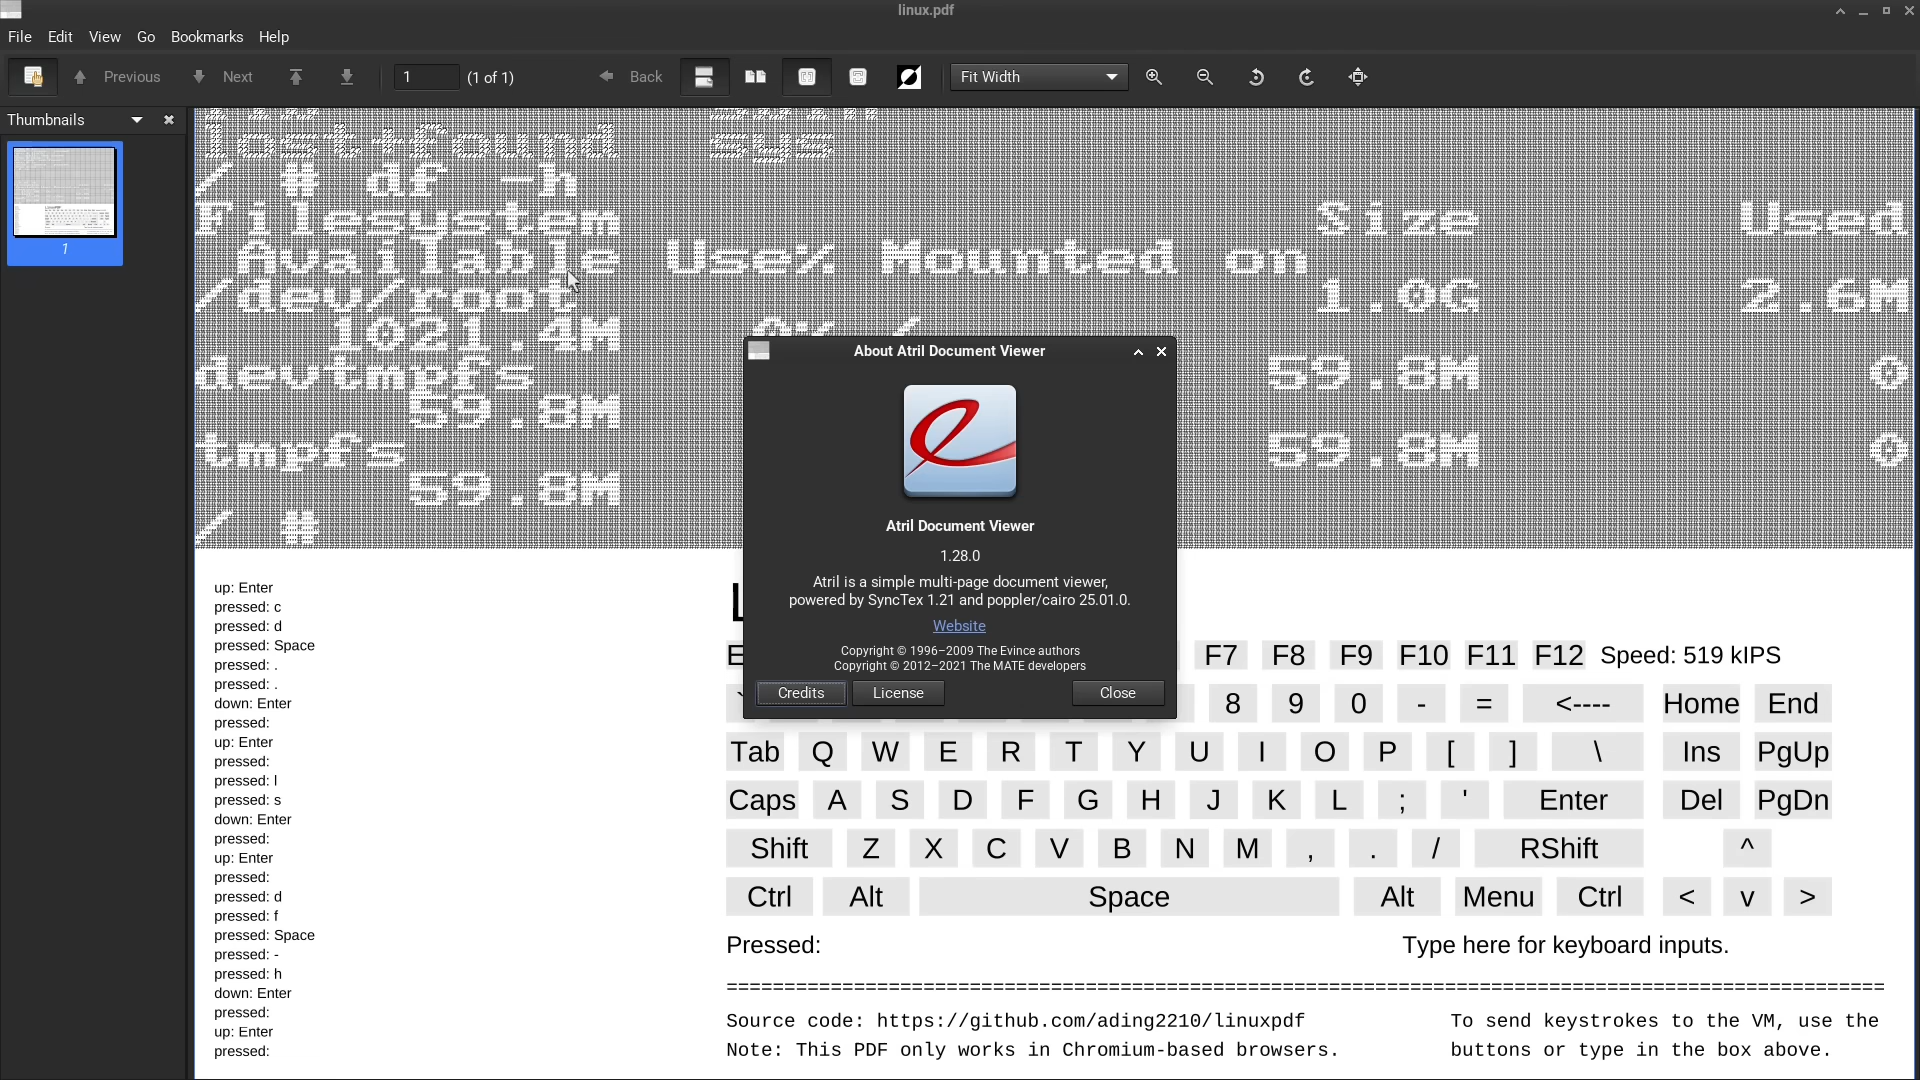 linux.pdf
File Edit View Go Bookmarks Help
Previous Next 1 (1 of 1) Back Fit Width
Thumbnails
1
lost+found sys
/ # df -h
Filesystem Size Used
Available Use% Mounted on
/dev/root 1.0G 2.6M
1021.4M 0% /
devtmpfs 59.8M 0
59.8M
tmpfs 59.8M 0
59.8M
/ #
About Atril Document Viewer
Atril Document Viewer
1.28.0
Atril is a simple multi-page document viewer,
powered by SyncTex 1.21 and poppler/cairo 25.01.0.
Website
Copyright © 1996–2009 The Evince authors
Copyright © 2012–2021 The MATE developers
Credits License Close
up: Enter
pressed: c
pressed: d
pressed: Space
pressed: .
pressed: .
down: Enter
pressed:
up: Enter
pressed:
pressed: l
pressed: s
down: Enter
pressed:
up: Enter
pressed:
pressed: d
pressed: f
pressed: Space
pressed: -
pressed: h
down: Enter
pressed:
up: Enter
pressed:
F7 F8 F9 F10 F11 F12 Speed: 519 kIPS
8 9 0 - = <---- Home End
Tab Q W E R T Y U I O P [ ] \ Ins PgUp
Caps A S D F G H J K L ; ' Enter Del PgDn
Shift Z X C V B N M , . / RShift ^
Ctrl Alt Space Alt Menu Ctrl < v >
Pressed: Type here for keyboard inputs.
====================================================================================================
Source code: https://github.com/ading2210/linuxpdf To send keystrokes to the VM, use the
Note: This PDF only works in Chromium-based browsers. buttons or type in the box above.